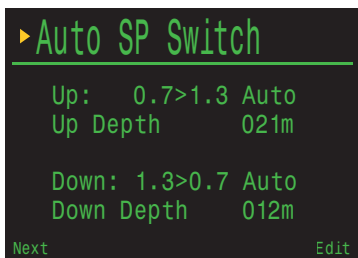 Auto SP Switch
Up: 0.7>1.3 Auto
Up Depth 021m
Down: 1.3>0.7 Auto
Down Depth 012m
Next Edit